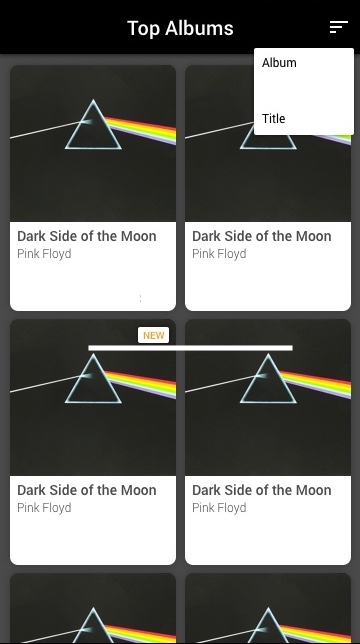 Top Albums
Album
Title
Dark Side of the Moon
Pink Floyd
Dark Side of the Moon
Pink Floyd
NEW
Dark Side of the Moon
Pink Floyd
Dark Side of the Moon
Pink Floyd